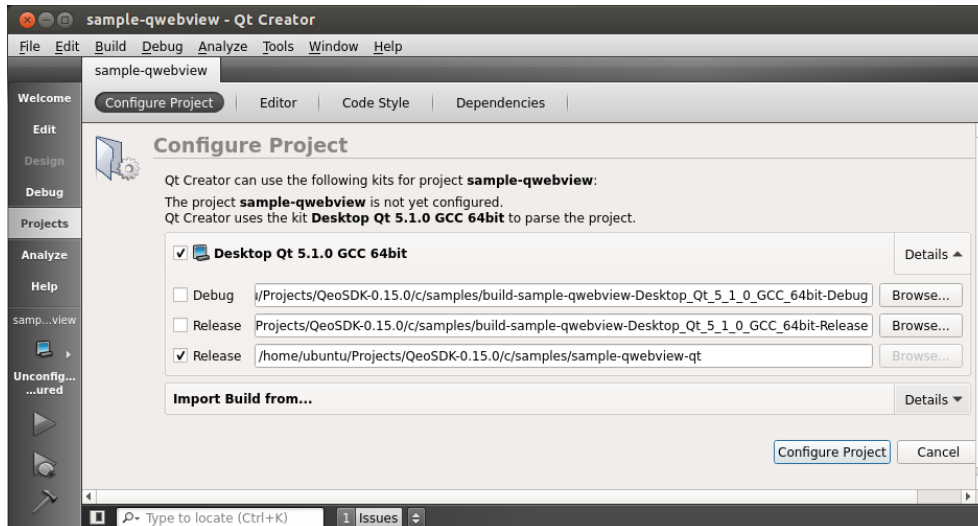 sample-qwebview - Qt Creator
File Edit Build Debug Analyze Tools Window Help
sample-qwebview
Welcome
Edit
Design
Debug
Projects
Analyze
Help
samp...view
Unconfig...
...ured
Configure Project Editor Code Style Dependencies
Configure Project
Qt Creator can use the following kits for project sample-qwebview:
The project sample-qwebview is not yet configured.
Qt Creator uses the kit Desktop Qt 5.1.0 GCC 64bit to parse the project.
Desktop Qt 5.1.0 GCC 64bit Details
Debug u/Projects/QeoSDK-0.15.0/c/samples/build-sample-qwebview-Desktop_Qt_5_1_0_GCC_64bit-Debug Browse...
Release Projects/QeoSDK-0.15.0/c/samples/build-sample-qwebview-Desktop_Qt_5_1_0_GCC_64bit-Release Browse...
Release /home/ubuntu/Projects/QeoSDK-0.15.0/c/samples/sample-qwebview-qt Browse...
Import Build from... Details
Configure Project Cancel
Type to locate (Ctrl+K) 1 Issues